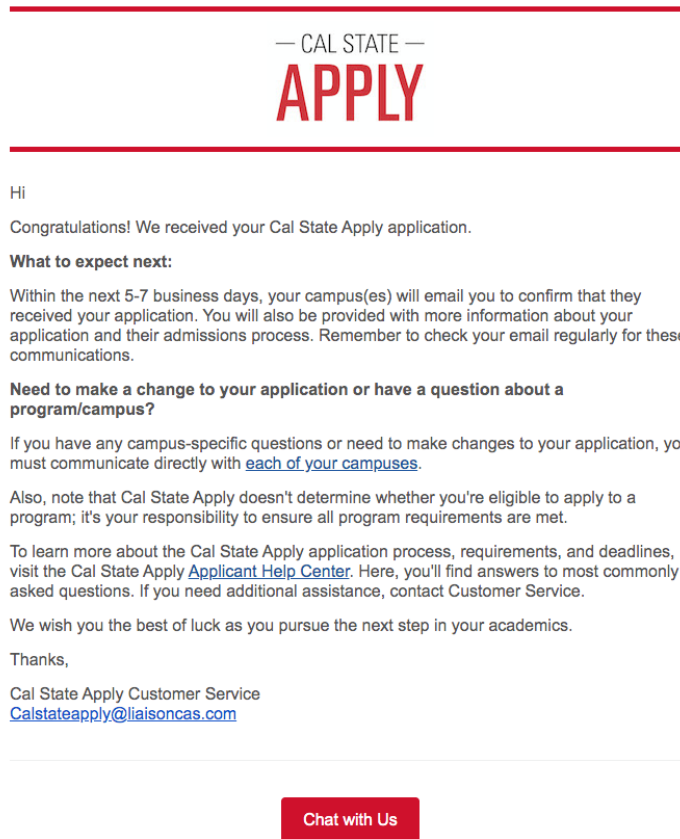 — CAL STATE —
APPLY
Hi
Congratulations! We received your Cal State Apply application.
What to expect next:
Within the next 5-7 business days, your campus(es) will email you to confirm that they
received your application. You will also be provided with more information about your
application and their admissions process. Remember to check your email regularly for these
communications.
Need to make a change to your application or have a question about a
program/campus?
If you have any campus-specific questions or need to make changes to your application, yo
must communicate directly with each of your campuses.
Also, note that Cal State Apply doesn't determine whether you're eligible to apply to a
program; it's your responsibility to ensure all program requirements are met.
To learn more about the Cal State Apply application process, requirements, and deadlines,
visit the Cal State Apply Applicant Help Center. Here, you'll find answers to most commonly
asked questions. If you need additional assistance, contact Customer Service.
We wish you the best of luck as you pursue the next step in your academics.
Thanks,
Cal State Apply Customer Service
Calstateapply@liaisoncas.com
Chat with Us